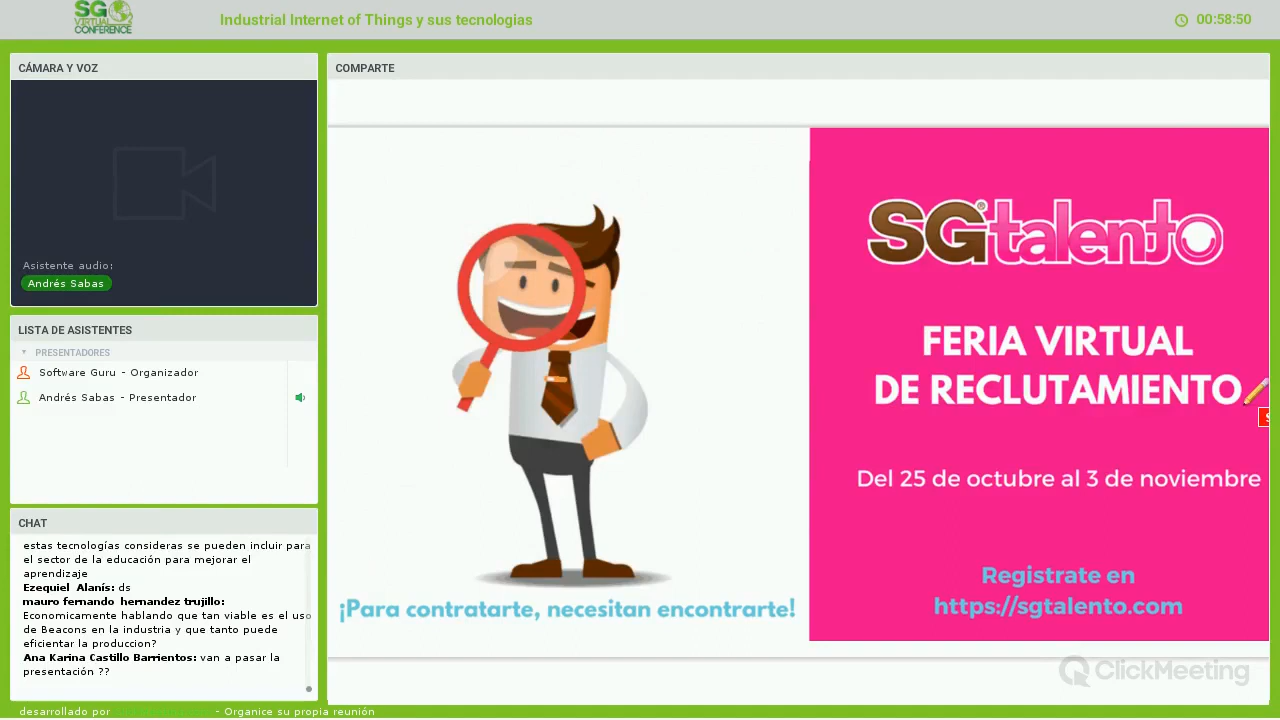 SG
VIRTUAL
CONFERENCE
Industrial Internet of Things y sus tecnologias
00:58:50
CÁMARA Y VOZ
Asistente audio:
Andrés Sabas
LISTA DE ASISTENTES
PRESENTADORES
Software Guru - Organizador
Andrés Sabas - Presentador
CHAT
estas tecnologías consideras se pueden incluir para
el sector de la educación para mejorar el
aprendizaje
Ezequiel Alanís: ds
mauro fernando hernandez trujillo:
Economicamente hablando que tan viable es el uso
de Beacons en la industria y que tanto puede
eficientar la produccion?
Ana Karina Castillo Barrientos: van a pasar la
presentación ??
desarrollado por - Organice su propia reunión
COMPARTE
¡Para contratarte, necesitan encontrarte!
SG® talento
FERIA VIRTUAL
DE RECLUTAMIENTO
Del 25 de octubre al 3 de noviembre
Registrate en
https://sgtalento.com
ClickMeeting